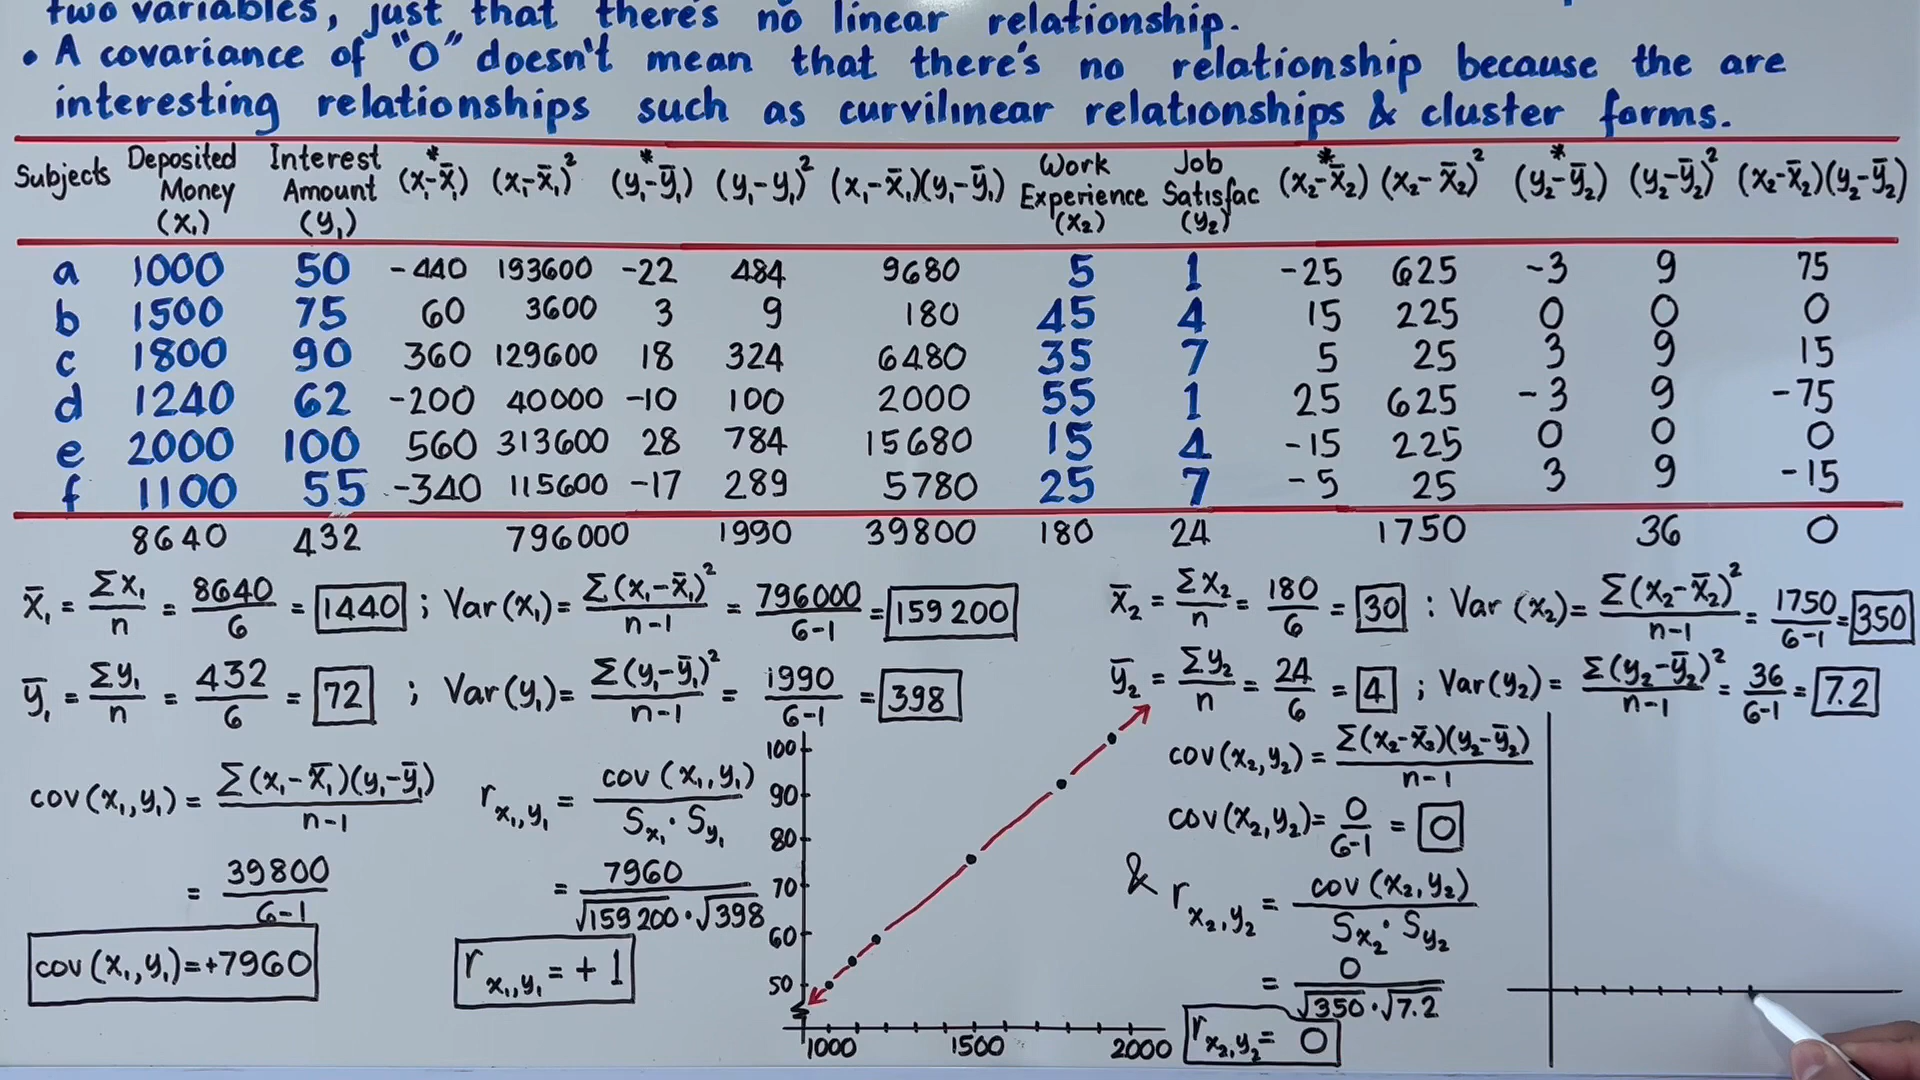 two variables, just that there's no linear relationship.
• A covariance of "0" doesn't mean that there's no relationship because the are
interesting relationships such as curvilinear relationships & cluster forms.
Subjects Deposited Money (x₁) Interest Amount (y₁) (x₁-x̄₁)* (x₁-x̄₁)² (y₁-ȳ₁)* (y₁-y₁)² (x₁-x̄₁)(y₁-ȳ₁) Work Experience (x₂) Job Satisfac (y₂) (x₂-x̄₂)* (x₂-x̄₂)² (y₂-ȳ₂)* (y₂-ȳ₂)² (x₂-x̄₂)(y₂-ȳ₂)
a 1000 50 -440 193600 -22 484 9680 5 1 -25 625 -3 9 75
b 1500 75 60 3600 3 9 180 45 4 15 225 0 0 0
c 1800 90 360 129600 18 324 6480 35 7 5 25 3 9 15
d 1240 62 -200 40000 -10 100 2000 55 1 25 625 -3 9 -75
e 2000 100 560 313600 28 784 15680 15 4 -15 225 0 0 0
f 1100 55 -340 115600 -17 289 5780 25 7 -5 25 3 9 -15
8640 432 796000 1990 39800 180 24 1750 36 0
x̄₁ = Σx₁/n = 8640/6 = 1440 ; Var(x₁) = Σ(x₁-x̄₁)²/n-1 = 796000/6-1 = 159200
ȳ₁ = Σy₁/n = 432/6 = 72 ; Var(y₁) = Σ(y₁-ȳ₁)²/n-1 = 1990/6-1 = 398
cov(x₁,y₁) = Σ(x₁-x̄₁)(y₁-ȳ₁)/n-1
= 39800/6-1
cov(x₁,y₁)=+7960
r x₁,y₁ = cov(x₁,y₁)/Sx₁·Sy₁
= 7960/√159200·√398
r x₁,y₁ = +1
100
90
80
70
60
50
1000 1500 2000
x̄₂ = Σx₂/n = 180/6 = 30 : Var(x₂) = Σ(x₂-x̄₂)²/n-1 = 1750/6-1 = 350
ȳ₂ = Σy₂/n = 24/6 = 4 ; Var(y₂) = Σ(y₂-ȳ₂)²/n-1 = 36/6-1 = 7.2
cov(x₂,y₂) = Σ(x₂-x̄₂)(y₂-ȳ₂)/n-1
cov(x₂,y₂) = 0/6-1 = 0
& r x₂,y₂ = cov(x₂,y₂)/Sx₂·Sy₂
= 0/√350·√7.2
r x₂,y₂ = 0